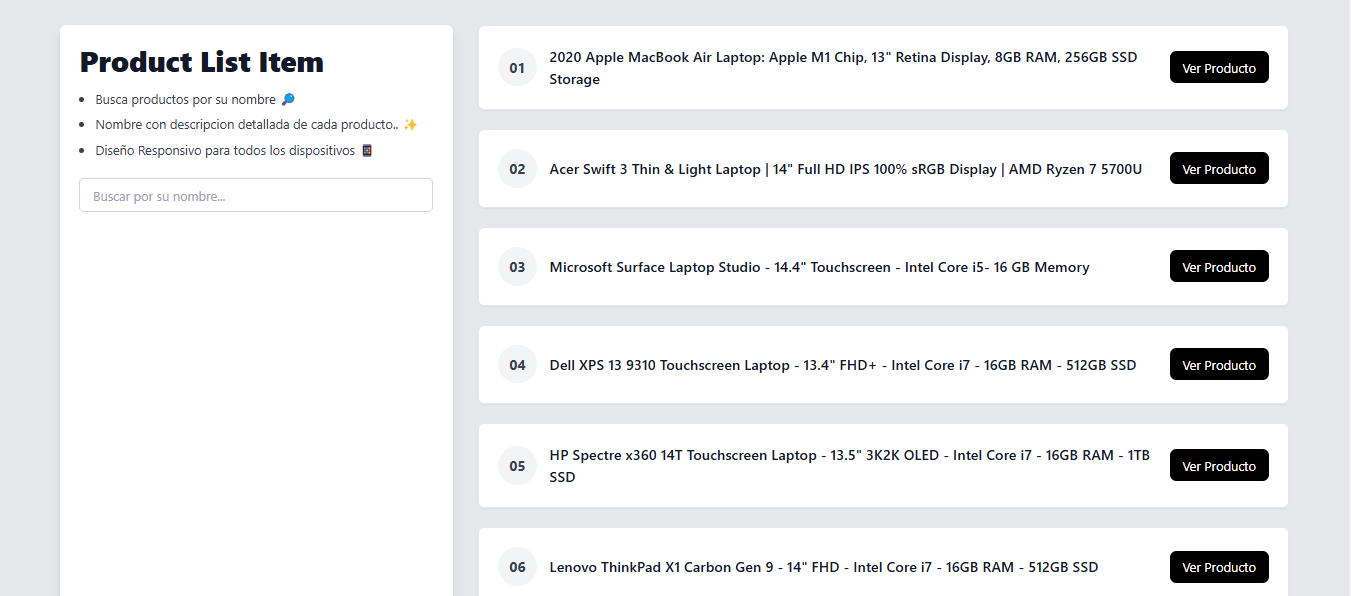 Product List Item
Busca productos por su nombre 🔎
Nombre con descripcion detallada de cada producto.. ✨
Diseño Responsivo para todos los dispositivos 📱
Buscar por su nombre...
01
2020 Apple MacBook Air Laptop: Apple M1 Chip, 13" Retina Display, 8GB RAM, 256GB SSD
Storage
Ver Producto
02
Acer Swift 3 Thin & Light Laptop | 14" Full HD IPS 100% sRGB Display | AMD Ryzen 7 5700U
Ver Producto
03
Microsoft Surface Laptop Studio - 14.4" Touchscreen - Intel Core i5- 16 GB Memory
Ver Producto
04
Dell XPS 13 9310 Touchscreen Laptop - 13.4" FHD+ - Intel Core i7 - 16GB RAM - 512GB SSD
Ver Producto
05
HP Spectre x360 14T Touchscreen Laptop - 13.5" 3K2K OLED - Intel Core i7 - 16GB RAM - 1TB
SSD
Ver Producto
06
Lenovo ThinkPad X1 Carbon Gen 9 - 14" FHD - Intel Core i7 - 16GB RAM - 512GB SSD
Ver Producto